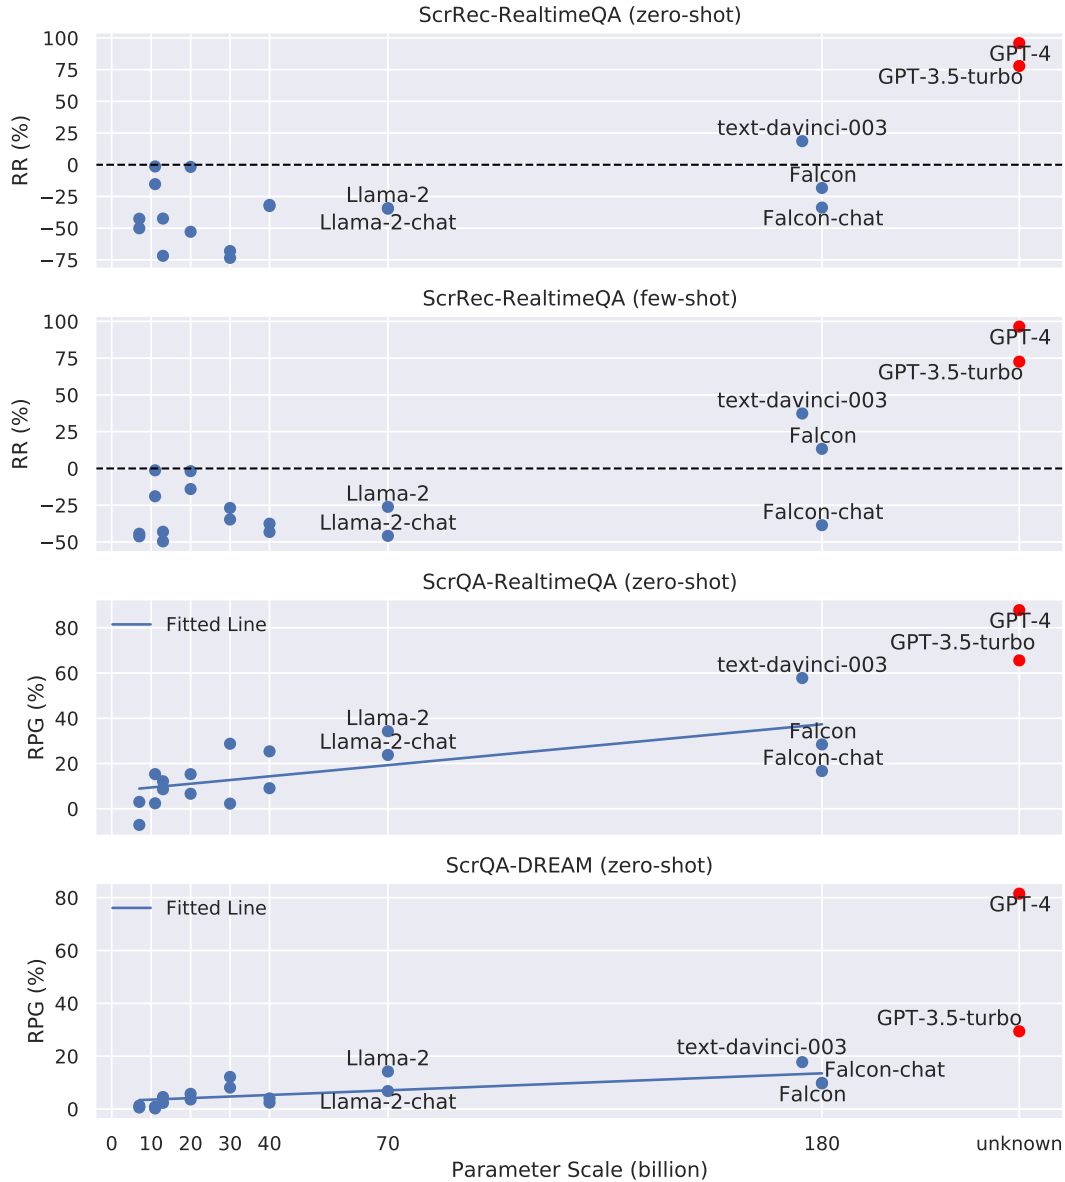 ScrRec-RealtimeQA (zero-shot)
100
75
50
25
0
−25
−50
−75
RR (%)
GPT-4
GPT-3.5-turbo
text-davinci-003
Falcon
Falcon-chat
Llama-2
Llama-2-chat
ScrRec-RealtimeQA (few-shot)
100
75
50
25
0
−25
−50
RR (%)
GPT-4
GPT-3.5-turbo
text-davinci-003
Falcon
Falcon-chat
Llama-2
Llama-2-chat
ScrQA-RealtimeQA (zero-shot)
80
60
40
20
0
RPG (%)
Fitted Line
GPT-4
GPT-3.5-turbo
text-davinci-003
Llama-2
Llama-2-chat
Falcon
Falcon-chat
ScrQA-DREAM (zero-shot)
80
60
40
20
0
RPG (%)
Fitted Line
GPT-4
GPT-3.5-turbo
text-davinci-003
Llama-2
Falcon-chat
Falcon
Llama-2-chat
0 10 20 30 40 70 180 unknown
Parameter Scale (billion)